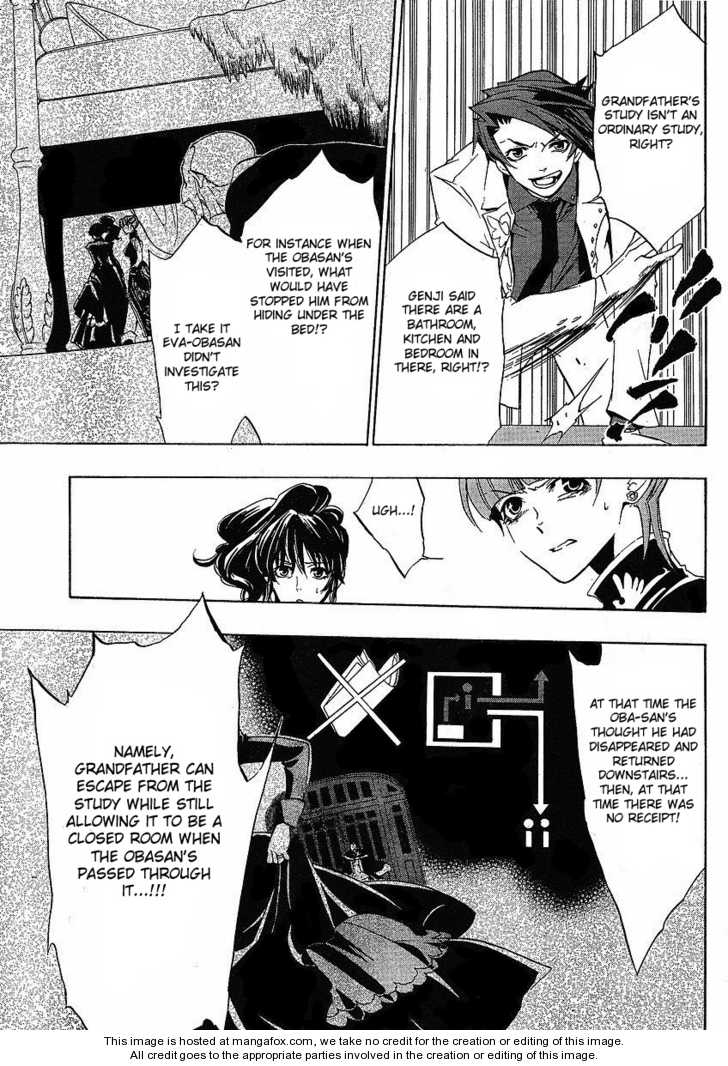 GRANDFATHER'S
STUDY ISN'T AN
ORDINARY STUDY,
RIGHT?
GENJI SAID
THERE ARE A
BATHROOM,
KITCHEN AND
BEDROOM IN
THERE, RIGHT!?
FOR INSTANCE WHEN
THE OBASAN'S
VISITED, WHAT
WOULD HAVE
STOPPED HIM FROM
HIDING UNDER THE
BED!?
I TAKE IT
EVA-OBASAN
DIDN'T
INVESTIGATE
THIS?
UGH...!
AT THAT TIME THE
OBA-SAN'S
THOUGHT HE HAD
DISAPPEARED AND
RETURNED
DOWNSTAIRS...
THEN, AT THAT
TIME THERE WAS
NO RECEIPT!
i
ii
NAMELY,
GRANDFATHER CAN
ESCAPE FROM THE
STUDY WHILE STILL
ALLOWING IT TO BE
A CLOSED ROOM WHEN
THE OBASAN'S
PASSED THROUGH
IT...!!!
This image is hosted at mangafox.com, we take no credit for the creation or editing of this image.
All credit goes to the appropriate parties involved in the creation or editing of this image.